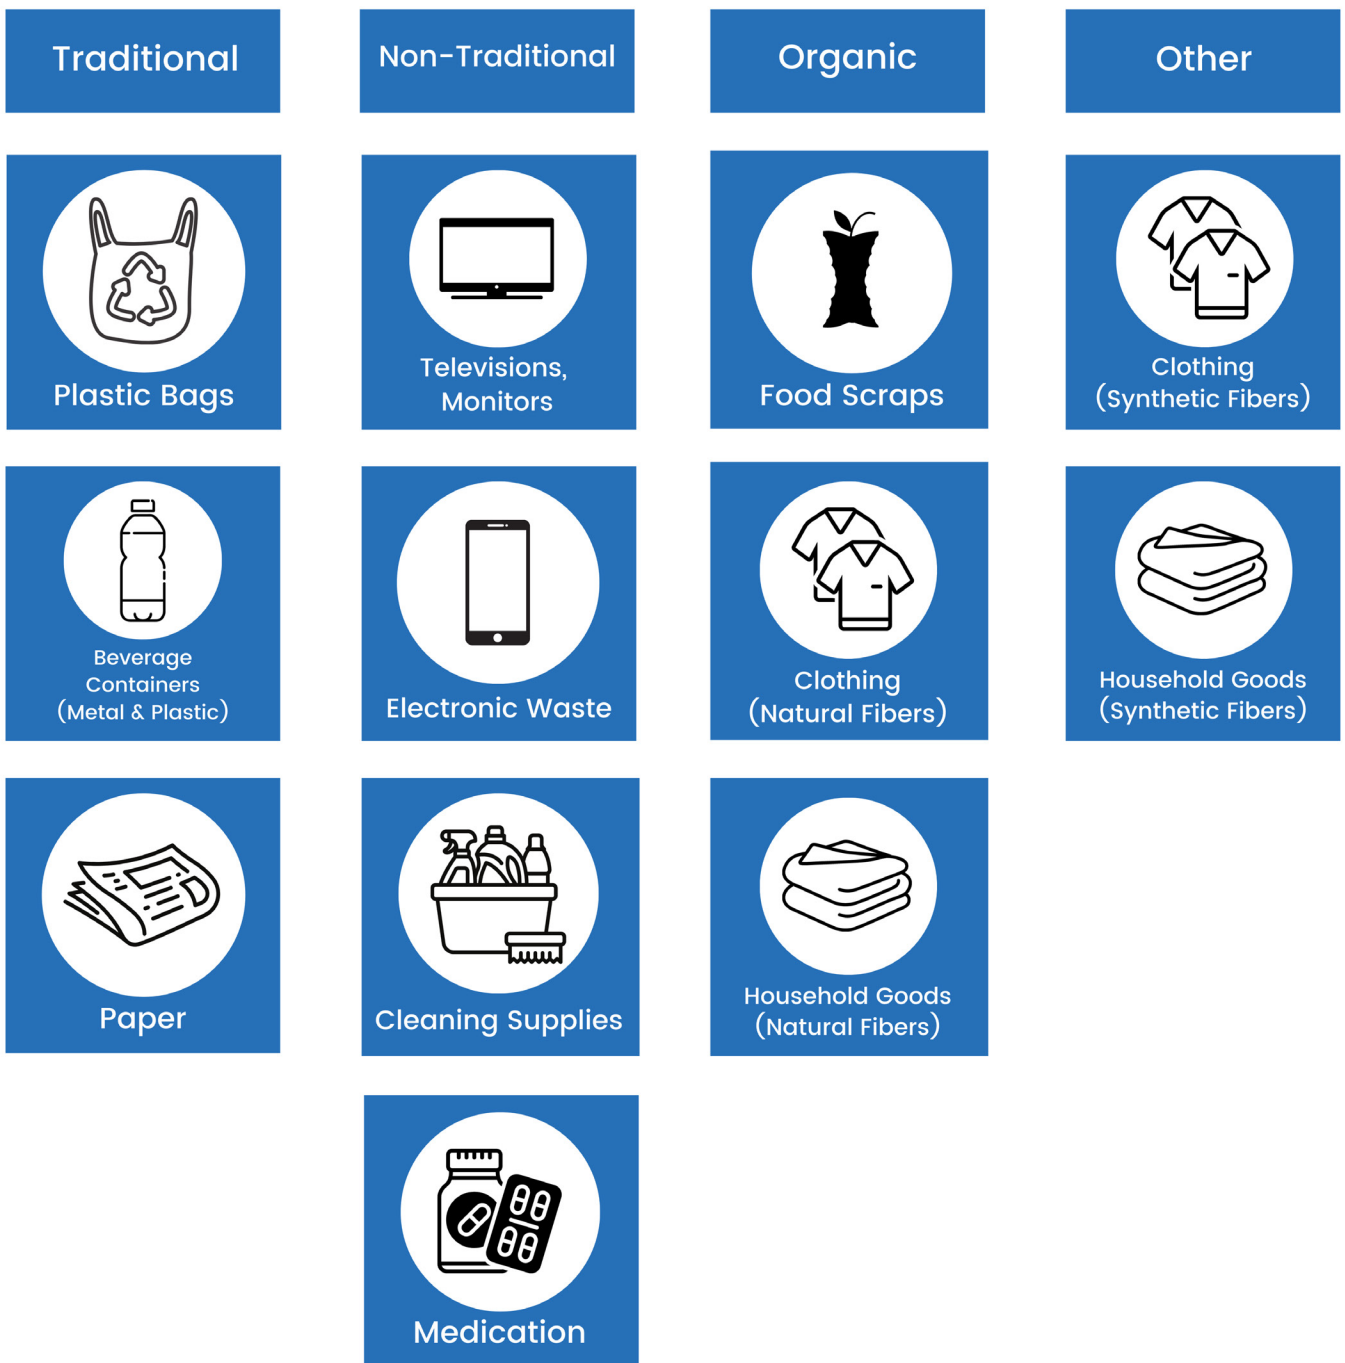 Traditional
Non-Traditional
Organic
Other
Plastic Bags
Televisions,
Monitors
Food Scraps
Clothing
(Synthetic Fibers)
Beverage
Containers
(Metal & Plastic)
Electronic Waste
Clothing
(Natural Fibers)
Household Goods
(Synthetic Fibers)
Paper
Cleaning Supplies
Household Goods
(Natural Fibers)
Medication